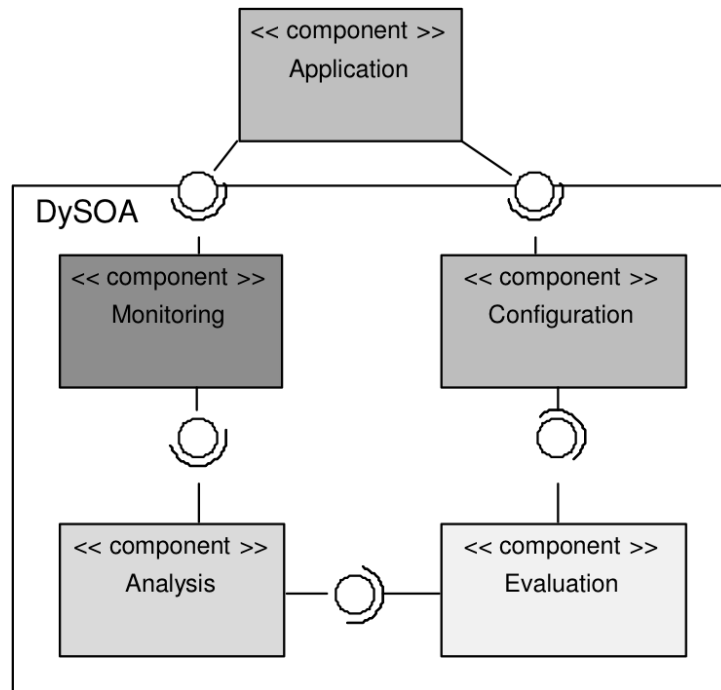 << component >>
Application
DySOA
<< component >>
Monitoring
<< component >>
Configuration
<< component >>
Analysis
<< component >>
Evaluation